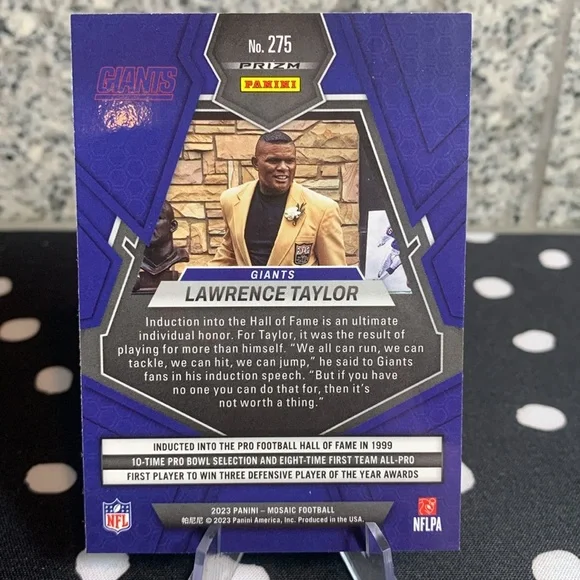 No. 275
PRIZM
PANINI
GIANTS
GIANTS
LAWRENCE TAYLOR
Induction into the Hall of Fame is an ultimate
individual honor. For Taylor, it was the result of
playing for more than himself. "We all can run, we can
tackle, we can hit, we can jump," he said to Giants
fans in his induction speech. "But if you have
no one you can do that for, then it's
not worth a thing."
INDUCTED INTO THE PRO FOOTBALL HALL OF FAME IN 1999
10-TIME PRO BOWL SELECTION AND EIGHT-TIME FIRST TEAM ALL-PRO
FIRST PLAYER TO WIN THREE DEFENSIVE PLAYER OF THE YEAR AWARDS
2023 PANINI – MOSAIC FOOTBALL
帕尼尼 © 2023 Panini America, Inc. Produced in the USA.
NFL
NFLPA